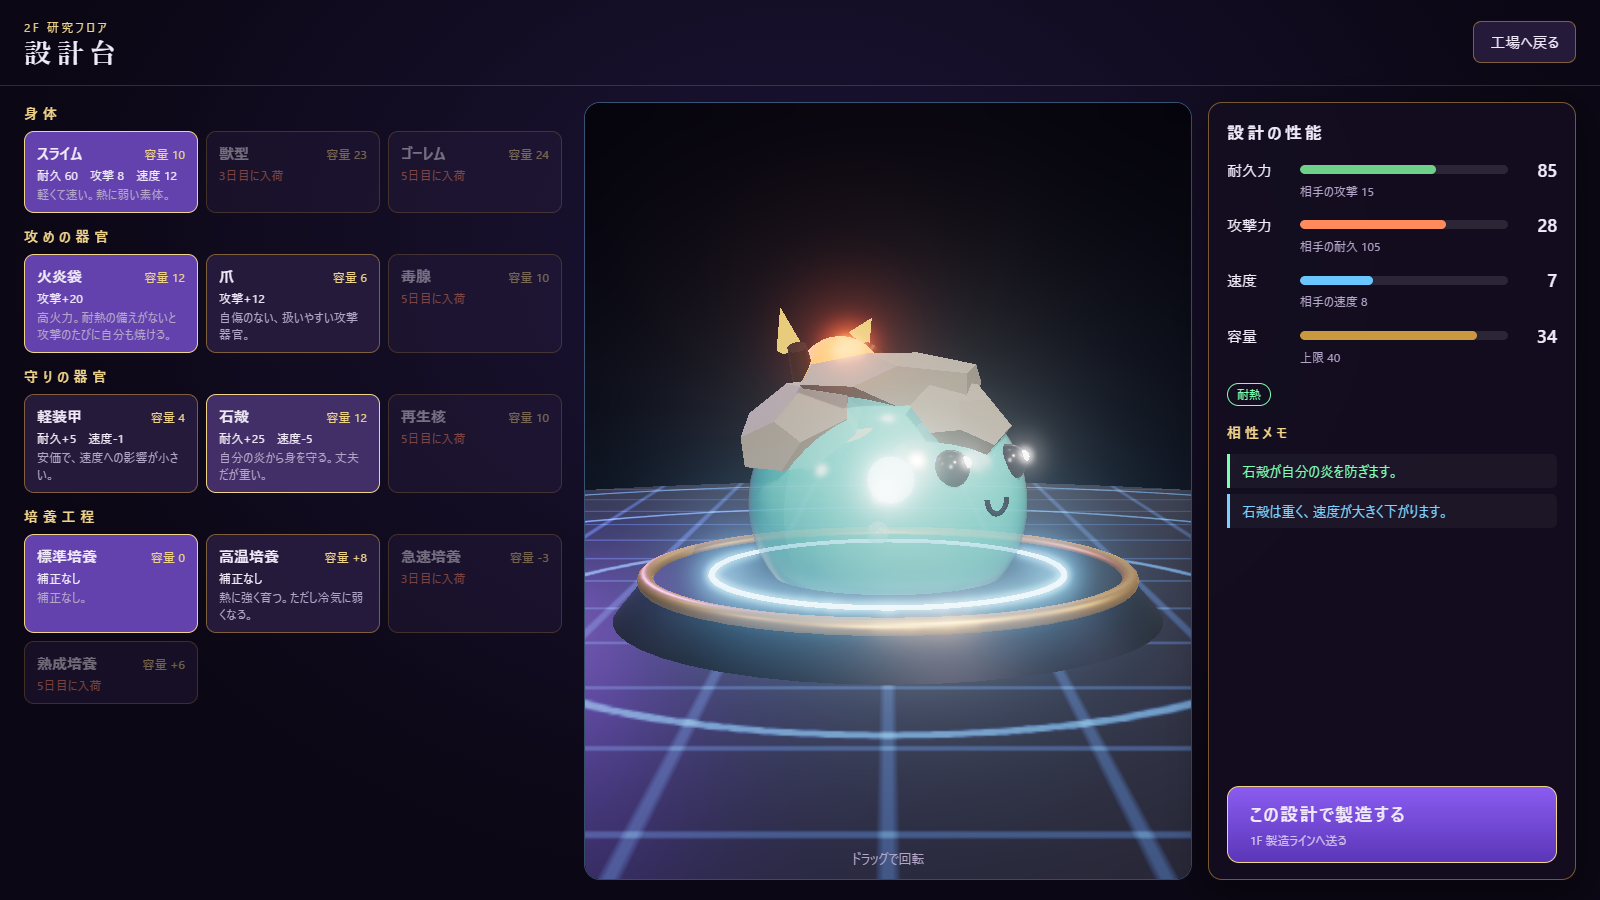 2F 研究フロア
設計台
工場へ戻る
身体
スライム 容量 10
耐久 60 攻撃 8 速度 12
軽くて速い。熱に弱い素体。
獣型 容量 23
3日目に入荷
ゴーレム 容量 24
5日目に入荷
攻めの器官
火炎袋 容量 12
攻撃+20
高火力。耐熱の備えがないと
攻撃のたびに自分も焼ける。
爪 容量 6
攻撃+12
自傷のない、扱いやすい攻撃
器官。
毒腺 容量 10
5日目に入荷
守りの器官
軽装甲 容量 4
耐久+5 速度-1
安価で、速度への影響が小さ
い。
石殻 容量 12
耐久+25 速度-5
自分の炎から身を守る。丈夫
だが重い。
再生核 容量 10
5日目に入荷
培養工程
標準培養 容量 0
補正なし
補正なし。
高温培養 容量 +8
補正なし
熱に強く育つ。ただし冷気に弱
くなる。
急速培養 容量 -3
3日目に入荷
熟成培養 容量 +6
5日目に入荷
ドラッグで回転
設計の性能
耐久力 85
相手の攻撃 15
攻撃力 28
相手の耐久 105
速度 7
相手の速度 8
容量 34
上限 40
耐熱
相性メモ
石殻が自分の炎を防ぎます。
石殻は重く、速度が大きく下がります。
この設計で製造する
1F 製造ラインへ送る